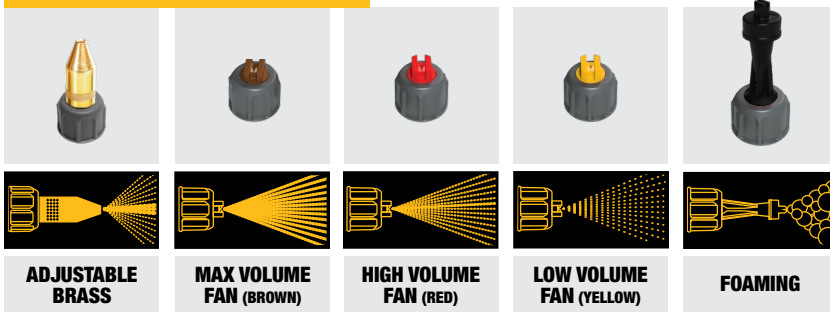 ADJUSTABLE
BRASS
MAX VOLUME
FAN (BROWN)
HIGH VOLUME
FAN (RED)
LOW VOLUME
FAN (YELLOW)
FOAMING